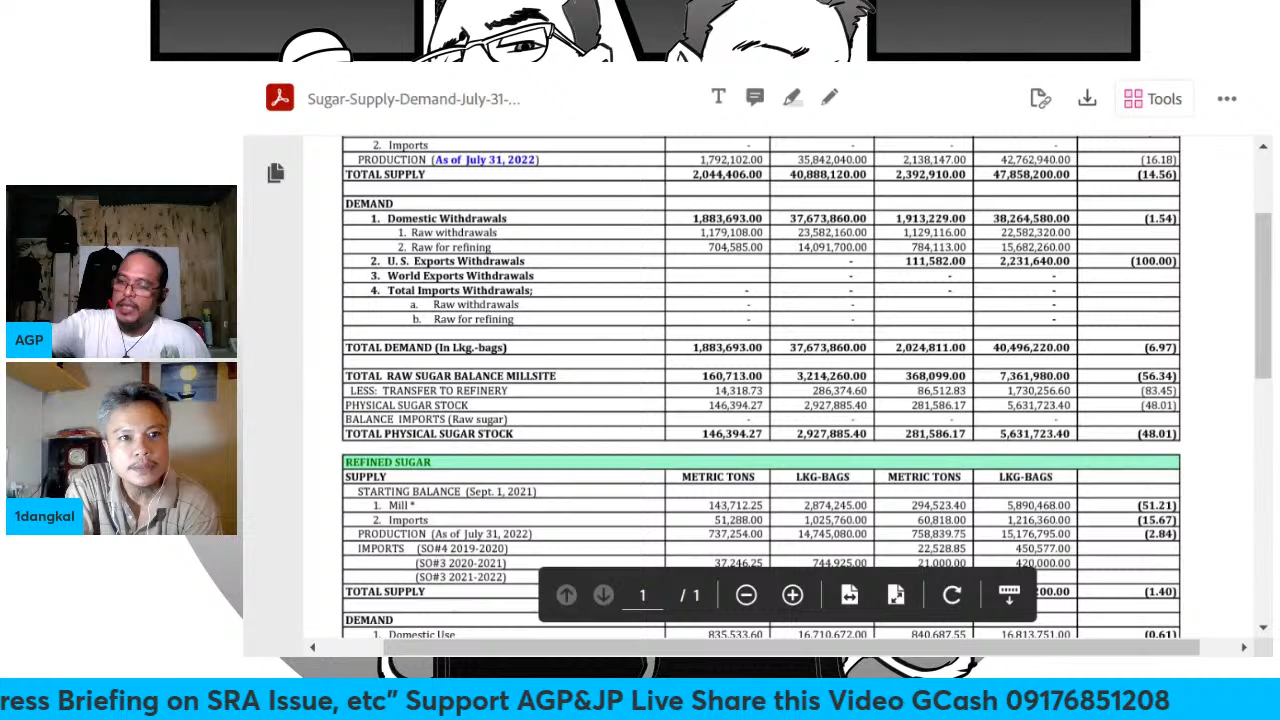 Sugar-Supply-Demand-July-31-...
Tools
2. Imports - - - -
PRODUCTION (As of July 31, 2022) 1,792,102.00 35,842,040.00 2,138,147.00 42,762,940.00 (16.18)
TOTAL SUPPLY 2,044,406.00 40,888,120.00 2,392,910.00 47,858,200.00 (14.56)
DEMAND
1. Domestic Withdrawals 1,883,693.00 37,673,860.00 1,913,229.00 38,264,580.00 (1.54)
1. Raw withdrawals 1,179,108.00 23,582,160.00 1,129,116.00 22,582,320.00
2. Raw for refining 704,585.00 14,091,700.00 784,113.00 15,682,260.00
2. U. S. Exports Withdrawals - 111,582.00 2,231,640.00 (100.00)
3. World Exports Withdrawals - -
4. Total Imports Withdrawals; - - - -
a. Raw withdrawals - - -
b. Raw for refining - - -
TOTAL DEMAND (In Lkg.-bags) 1,883,693.00 37,673,860.00 2,024,811.00 40,496,220.00 (6.97)
TOTAL RAW SUGAR BALANCE MILLSITE 160,713.00 3,214,260.00 368,099.00 7,361,980.00 (56.34)
LESS: TRANSFER TO REFINERY 14,318.73 286,374.60 86,512.83 1,730,256.60 (83.45)
PHYSICAL SUGAR STOCK 146,394.27 2,927,885.40 281,586.17 5,631,723.40 (48.01)
BALANCE IMPORTS (Raw sugar) - - - -
TOTAL PHYSICAL SUGAR STOCK 146,394.27 2,927,885.40 281,586.17 5,631,723.40 (48.01)
REFINED SUGAR
SUPPLY METRIC TONS LKG-BAGS METRIC TONS LKG-BAGS
STARTING BALANCE (Sept. 1, 2021)
1. Mill * 143,712.25 2,874,245.00 294,523.40 5,890,468.00 (51.21)
2. Imports 51,288.00 1,025,760.00 60,818.00 1,216,360.00 (15.67)
PRODUCTION (As of July 31, 2022) 737,254.00 14,745,080.00 758,839.75 15,176,795.00 (2.84)
IMPORTS (SO#4 2019-2020) 22,528.85 450,577.00
(SO#3 2020-2021) 37,246.25 744,925.00 21,000.00 420,000.00
(SO#3 2021-2022)
TOTAL SUPPLY 200.00 (1.40)
DEMAND
1. Domestic Use 835,533.60 16,710,672.00 840,687.55 16,813,751.00 (0.61)
1 / 1
AGP
1dangkal
ress Briefing on SRA Issue, etc” Support AGP&JP Live Share this Video GCash 09176851208